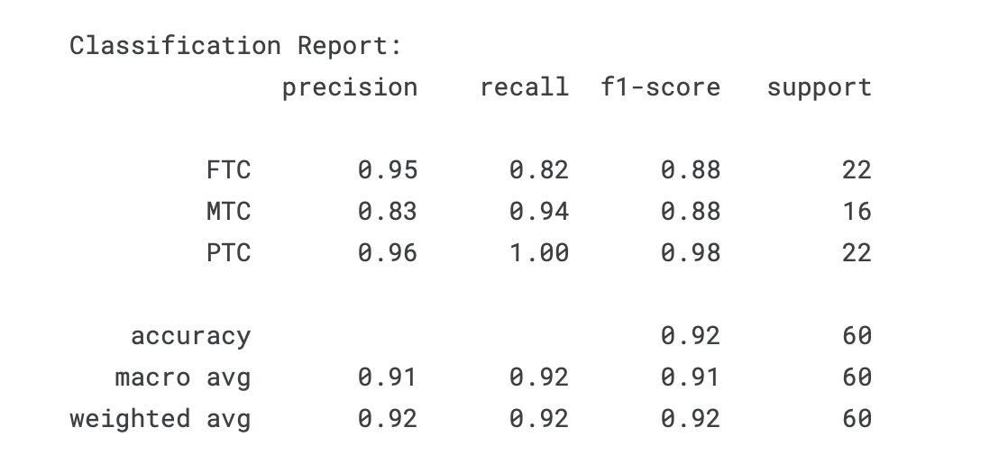 Classification Report:
precision recall f1-score support
FTC 0.95 0.82 0.88 22
MTC 0.83 0.94 0.88 16
PTC 0.96 1.00 0.98 22
accuracy 0.92 60
macro avg 0.91 0.92 0.91 60
weighted avg 0.92 0.92 0.92 60